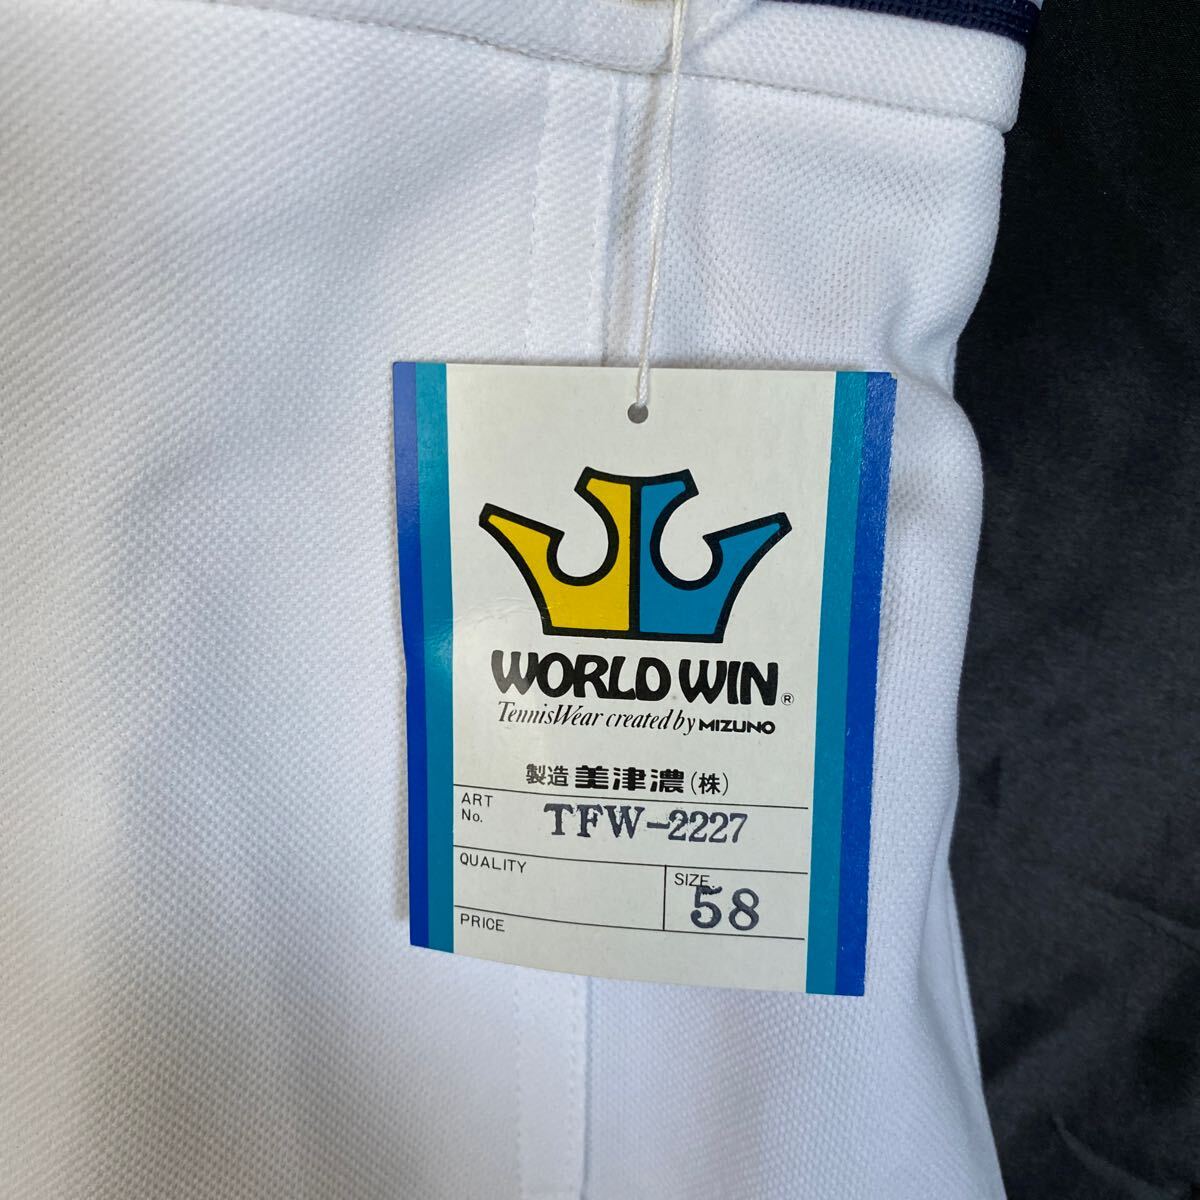 WORLD WIN®
TennisWear created by MIZUNO
製造 美津濃(株)
ART No. TFW-2227
QUALITY
SIZE 58
PRICE